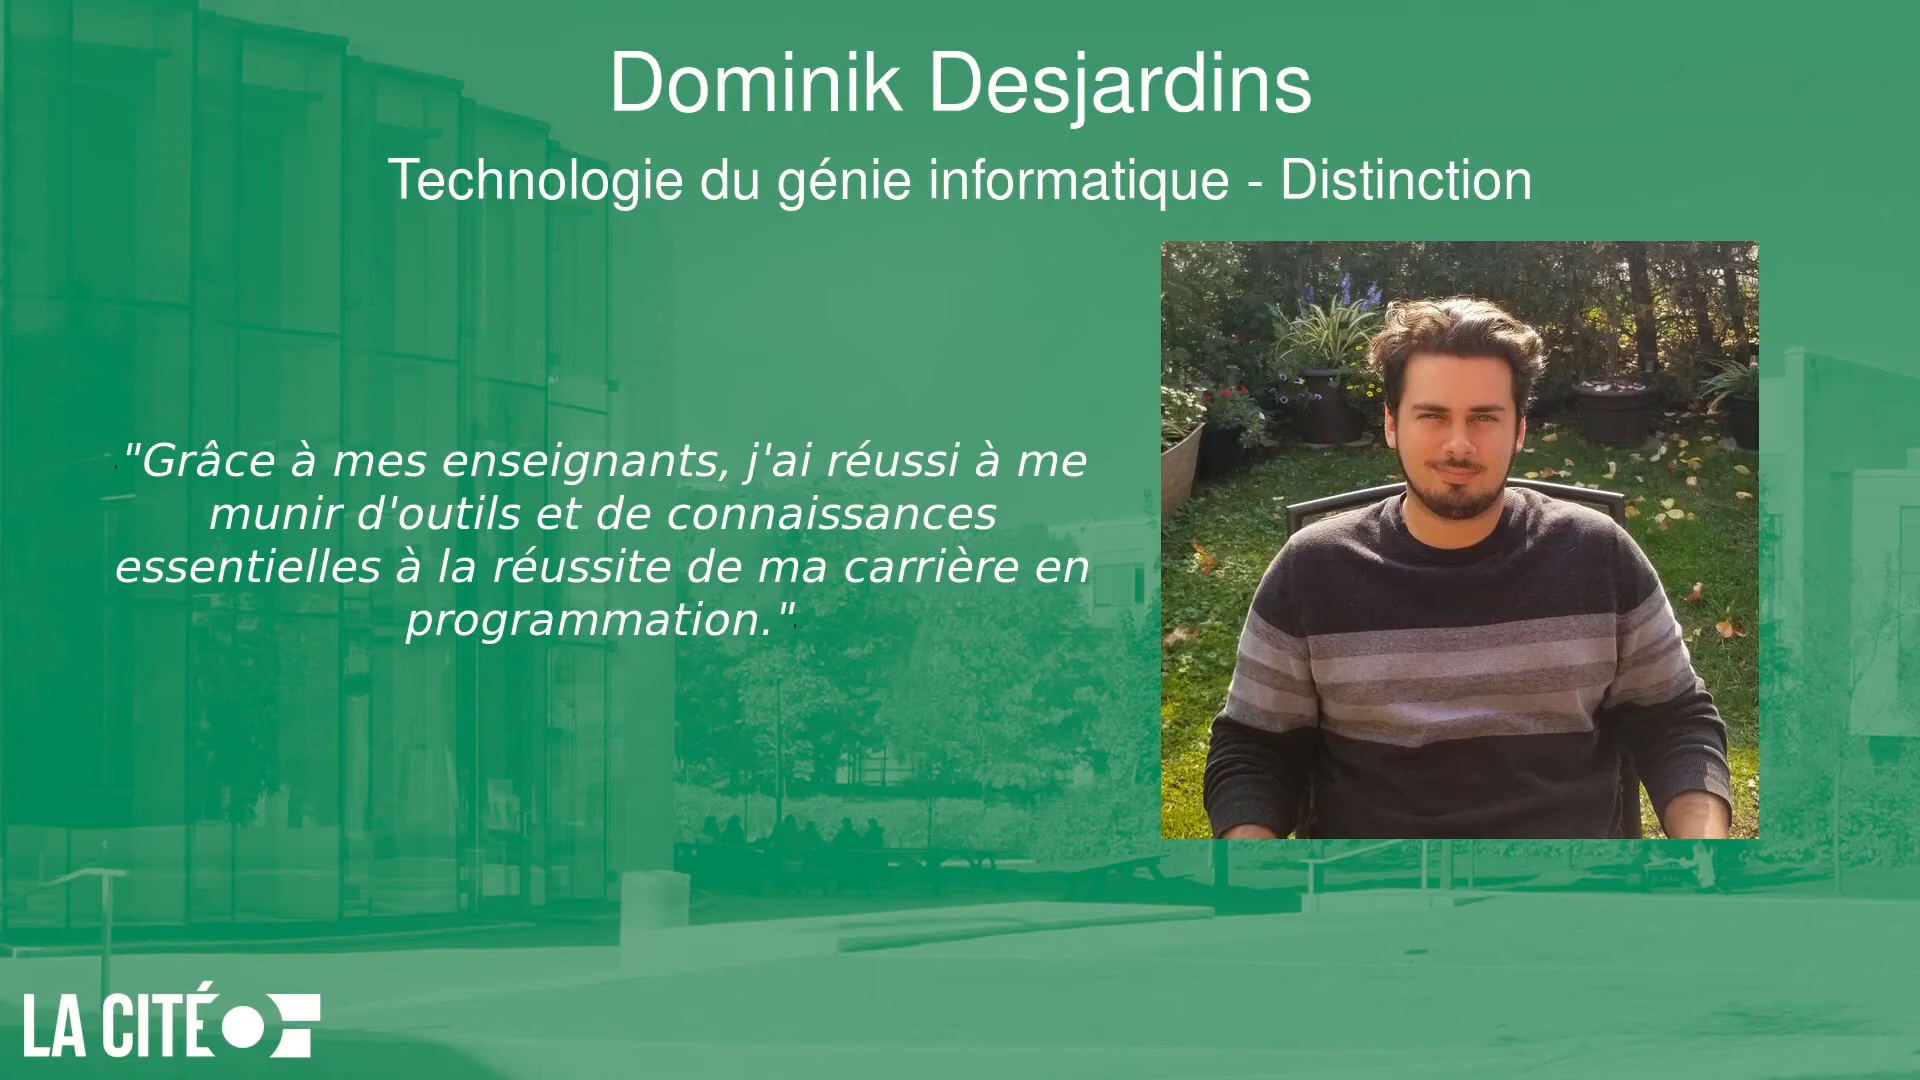 Dominik Desjardins
Technologie du génie informatique - Distinction
"Grâce à mes enseignants, j'ai réussi à me
munir d'outils et de connaissances
essentielles à la réussite de ma carrière en
programmation."
LA CITÉ